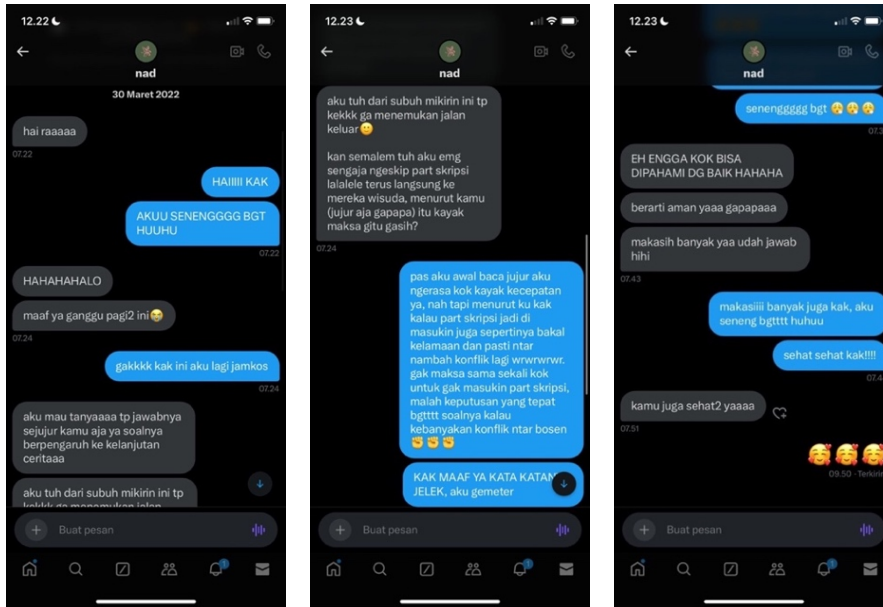 12.22
nad
30 Maret 2022
hai raaaaa
07.22
HAIIIII KAK
AKUU SENENGGGG BGT
HUUHU
07.22
HAHAHAHALO
maaf ya ganggu pagi2 ini😭
07.24
gakkkk kak ini aku lagi jamkos
07.24
aku mau tanyaaaa tp jawabnya
sejujur kamu aja ya soalnya
berpengaruh ke kelanjutan
ceritaaa
aku tuh dari subuh mikirin ini tp
kekkk ga menemukan jalan
Buat pesan
1
12.23
nad
aku tuh dari subuh mikirin ini tp
kekkk ga menemukan jalan
keluar🙂
kan semalem tuh aku emg
sengaja ngeskip part skripsi
lalalele terus langsung ke
mereka wisuda, menurut kamu
(jujur aja gapapa) itu kayak
maksa gitu gasih?
07.24
pas aku awal baca jujur aku
ngerasa kok kayak kecepatan
ya, nah tapi menurut ku kak
kalau part skripsi jadi di
masukin juga sepertinya bakal
kelamaan dan pasti ntar
nambah konflik lagi wrwrwrwr.
gak maksa sama sekali kok
untuk gak masukin part skripsi,
malah keputusan yang tepat
bgtttt soalnya kalau
kebanyakan konflik ntar bosen
✊✊✊
KAK MAAF YA KATA
JELEK, aku gemeter
Buat pesan
1
12.23
nad
senenggggg bgt 😚😚😚
EH ENGGA KOK BISA
DIPAHAMI DG BAIK HAHAHA
berarti aman yaaa gapapaaa
makasih banyak yaa udah jawab
hihi
07.43
makasiiii banyak juga kak, aku
seneng bgtttt huhuu
sehat sehat kak!!!!
kamu juga sehat2 yaaaa
07.51
🥰🥰🥰
09.50
Buat pesan
1